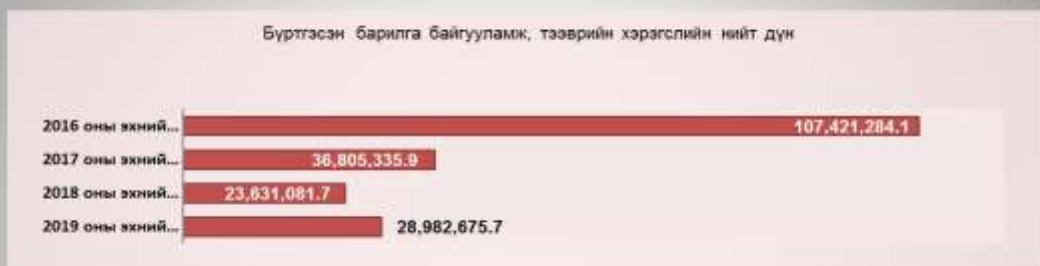 Бүртгэсэн барилга байгууламж, тээврийн хэрэгслийн нийт дүн
2016 оны эхний... 107,421,284.1
2017 оны эхний... 36,805,335.9
2018 оны эхний... 23,631,081.7
2019 оны эхний... 28,982,675.7